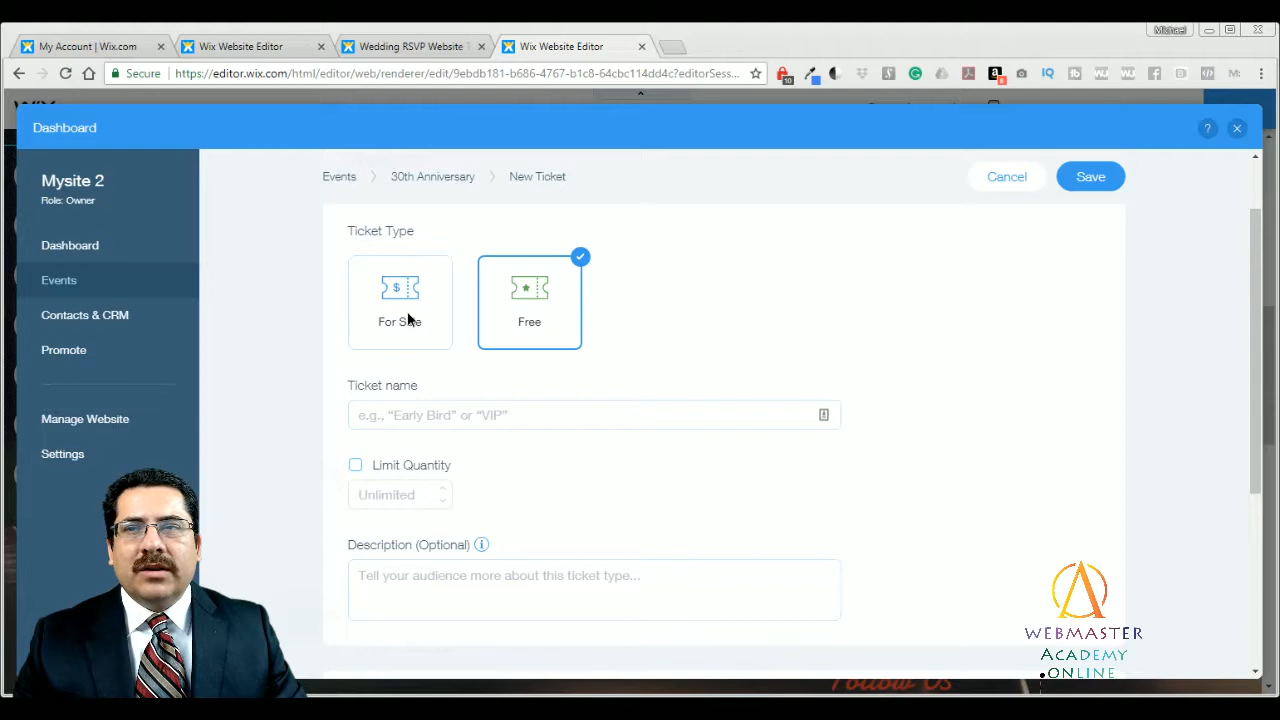 Michael
My Account | Wix.com
Wix Website Editor
Wedding RSVP Website T
Wix Website Editor
Secure
https://editor.wix.com/html/editor/web/renderer/edit/9ebdb181-b686-4767-b1c8-64cbc114dd4c?editorSess...
Dashboard
?
Mysite 2
Role: Owner
Dashboard
Events
Contacts & CRM
Promote
Manage Website
Settings
Events
30th Anniversary
New Ticket
Cancel
Save
Ticket Type
$
For Sale
Free
Ticket name
e.g., “Early Bird” or “VIP”
Limit Quantity
Unlimited
Description (Optional)
Tell your audience more about this ticket type...
WEBMASTER
ACADEMY
.ONLINE
Follow Us